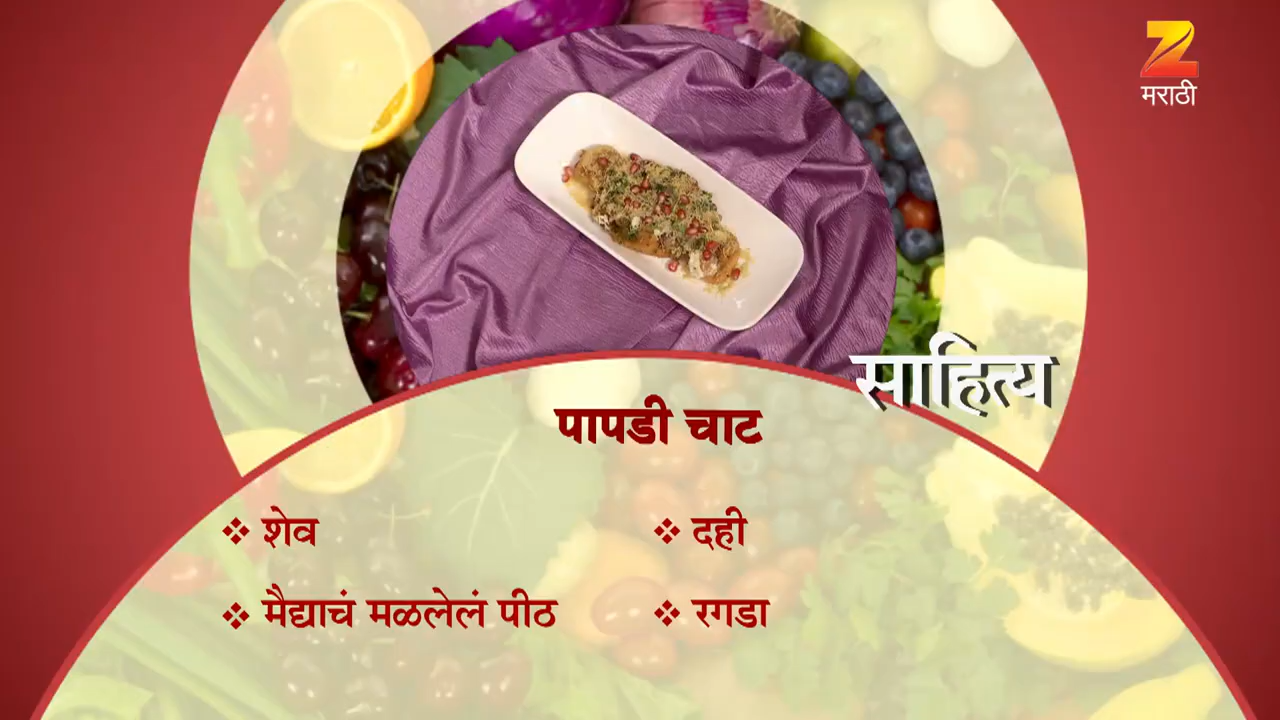 Z
मराठी
साहित्य
पापडी चाट
❖ शेव
❖ दही
❖ मैद्याचं मळलेलं पीठ
❖ रगडा